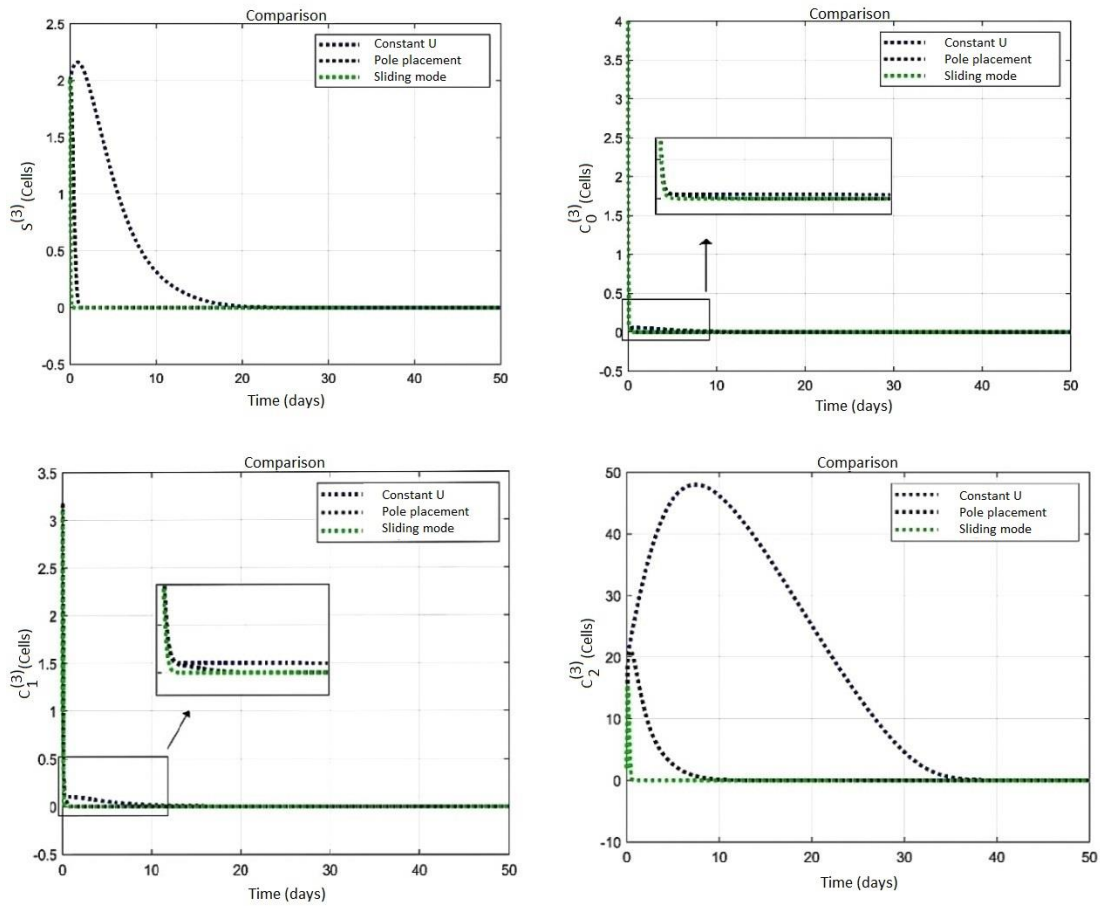 Comparison
2.5
2
1.5
1
0.5
0
-0.5
0 10 20 30 40 50
S(3) (Cells)
Time (days)
Constant U
Pole placement
Sliding mode
Comparison
4
3.5
3
2.5
2
1.5
1
0.5
0
-0.5
0 10 20 30 40 50
C0(3) (Cells)
Time (days)
Constant U
Pole placement
Sliding mode
Comparison
3.5
3
2.5
2
1.5
1
0.5
0
-0.5
0 10 20 30 40 50
C1(3) (Cells)
Time (days)
Constant U
Pole placement
Sliding mode
Comparison
50
40
30
20
10
0
-10
0 10 20 30 40 50
C2(3) (Cells)
Time (days)
Constant U
Pole placement
Sliding mode